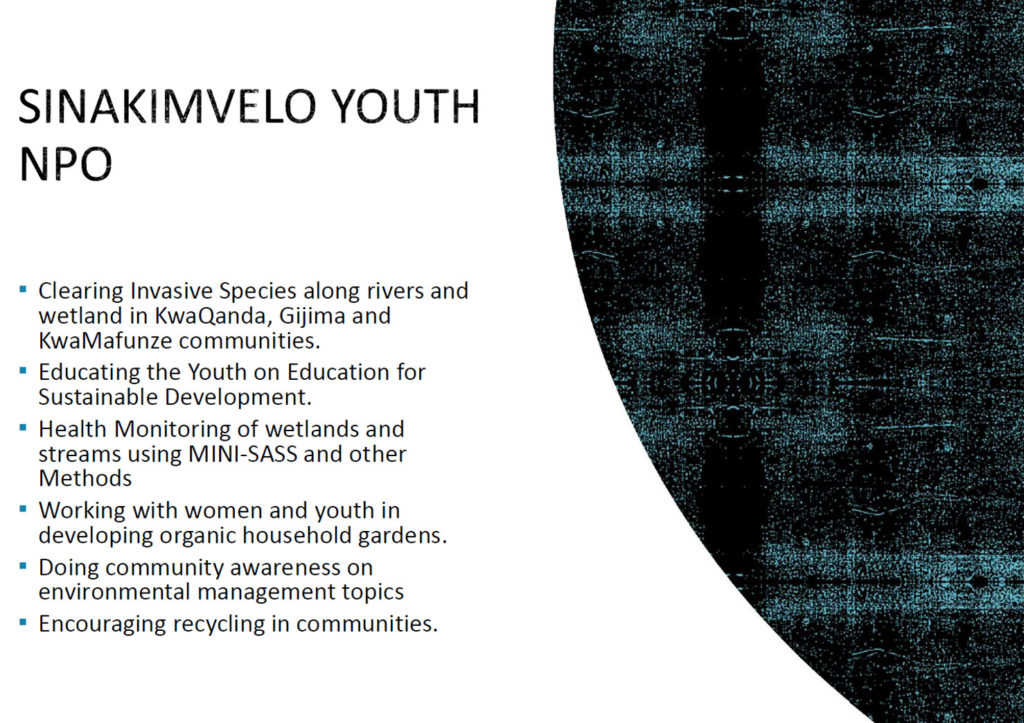 SINAKIMVELO YOUTH
NPO
▪ Clearing Invasive Species along rivers and
wetland in KwaQanda, Gijima and
KwaMafunze communities.
▪ Educating the Youth on Education for
Sustainable Development.
▪ Health Monitoring of wetlands and
streams using MINI-SASS and other
Methods
▪ Working with women and youth in
developing organic household gardens.
▪ Doing community awareness on
environmental management topics
▪ Encouraging recycling in communities.